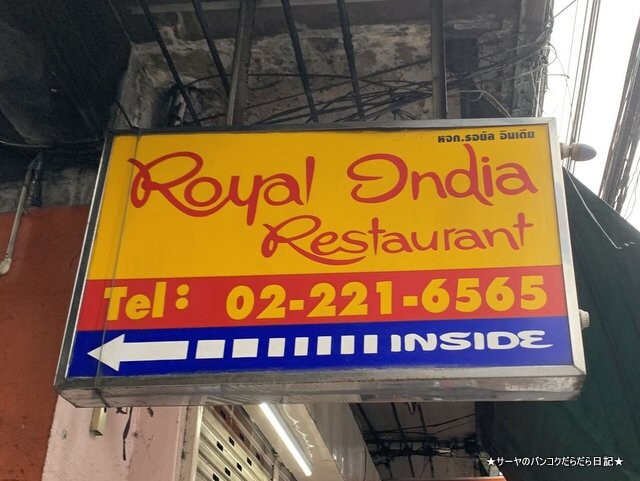 หจก.รอยัล อินเดีย
Royal India
Restaurant
Tel: 02-221-6565
INSIDE
★サーヤのバンコクだらだら日記★